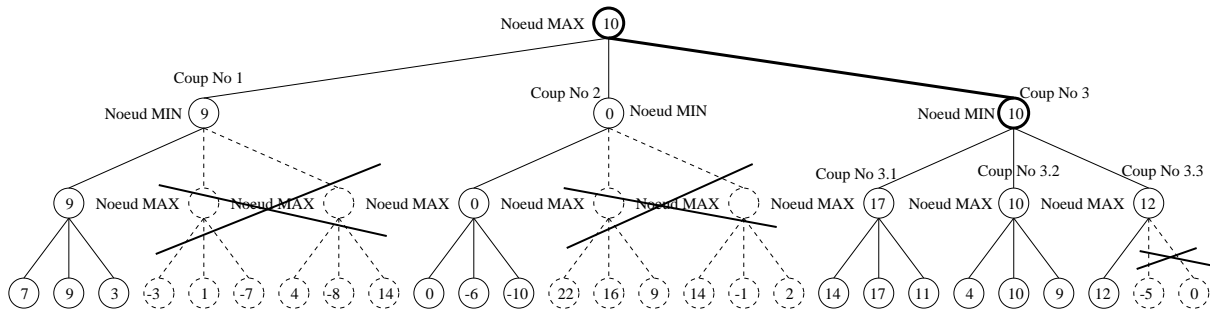 Noeud MAX 10
Coup No 1
Coup No 2
Coup No 3
Noeud MIN 9
0 Noeud MIN
Noeud MIN 10
Coup No 3.1
Coup No 3.2
Coup No 3.3
9 Noeud MAX Noeud MAX Noeud MAX 0 Noeud MAX Noeud MAX Noeud MAX 17 Noeud MAX 10 Noeud MAX 12
7 9 3 -3 1 -7 4 -8 14 0 -6 -10 22 16 9 14 -1 2 14 17 11 4 10 9 12 -5 0